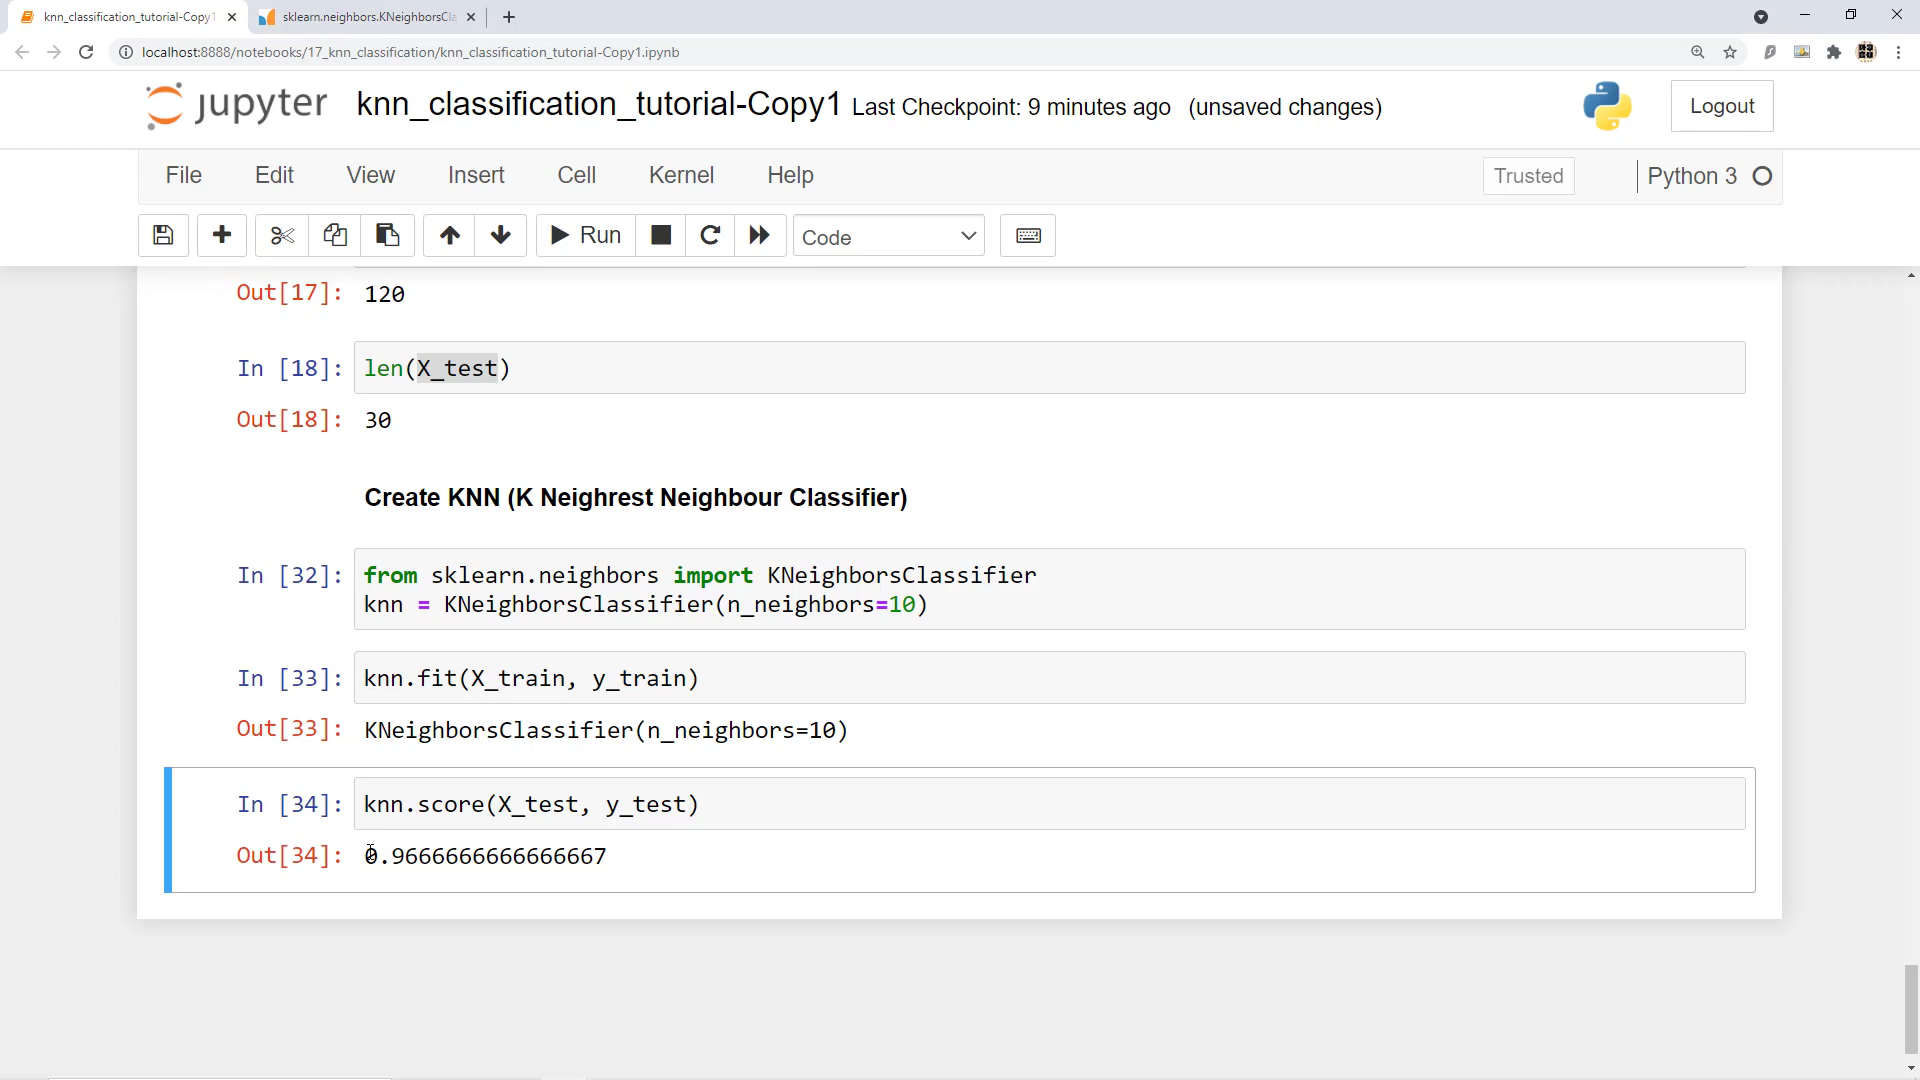 knn_classification_tutorial-Copy1
sklearn.neighbors.KNeighborsCla
localhost:8888/notebooks/17_knn_classification/knn_classification_tutorial-Copy1.ipynb
jupyter knn_classification_tutorial-Copy1 Last Checkpoint: 9 minutes ago (unsaved changes)
Logout
File Edit View Insert Cell Kernel Help
Trusted
Python 3
Run
Code
Out[17]: 120
In [18]: len(X_test)
Out[18]: 30
Create KNN (K Neighrest Neighbour Classifier)
In [32]: from sklearn.neighbors import KNeighborsClassifier
knn = KNeighborsClassifier(n_neighbors=10)
In [33]: knn.fit(X_train, y_train)
Out[33]: KNeighborsClassifier(n_neighbors=10)
In [34]: knn.score(X_test, y_test)
Out[34]: 0.9666666666666667